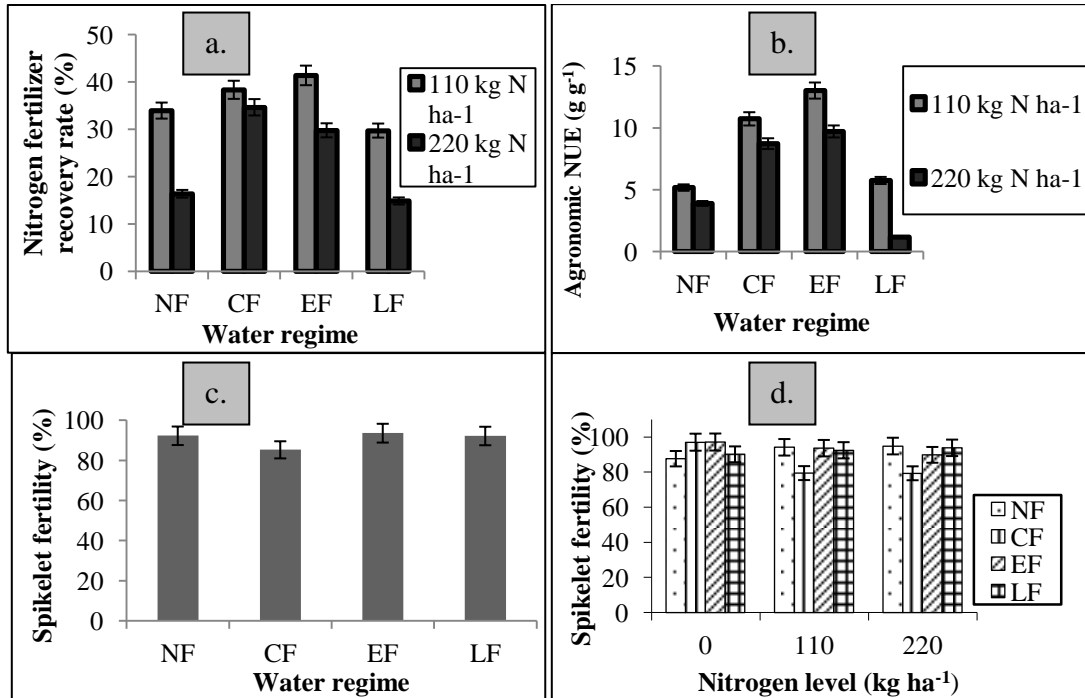 a.
Nitrogen fertilizer
recovery rate (%)
50
40
30
20
10
0
NF CF EF LF
Water regime
110 kg N
ha-1
220 kg N
ha-1
b.
Agronomic NUE (g g-1)
15
10
5
0
NF CF EF LF
Water regime
110 kg N ha-1
220 kg N ha-1
c.
Spikelet fertility (%)
100
80
60
40
20
0
NF CF EF LF
Water regime
d.
Spikelet fertility (%)
100
80
60
40
20
0
0 110 220
Nitrogen level (kg ha-1)
NF
CF
EF
LF